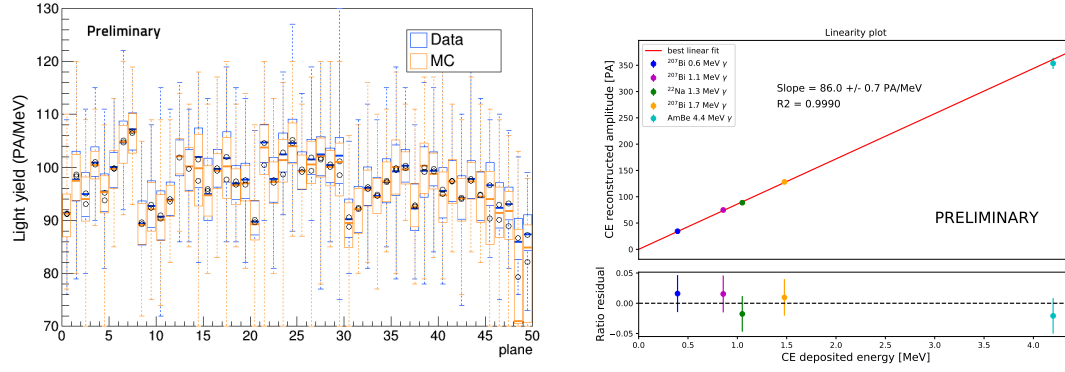 Preliminary
Data
MC
Light yield (PA/MeV)
130
120
110
100
90
80
70
0
5
10
15
20
25
30
35
40
45
50
plane
Linearity plot
best linear fit
²⁰⁷Bi 0.6 MeV γ
²⁰⁷Bi 1.1 MeV γ
²²Na 1.3 MeV γ
²⁰⁷Bi 1.7 MeV γ
AmBe 4.4 MeV γ
Slope = 86.0 +/- 0.7 PA/MeV
R2 = 0.9990
PRELIMINARY
CE reconstructed amplitude [PA]
350
300
250
200
150
100
50
0
Ratio residual
0.05
0.00
−0.05
0.0
0.5
1.0
1.5
2.0
2.5
3.0
3.5
4.0
CE deposited energy [MeV]